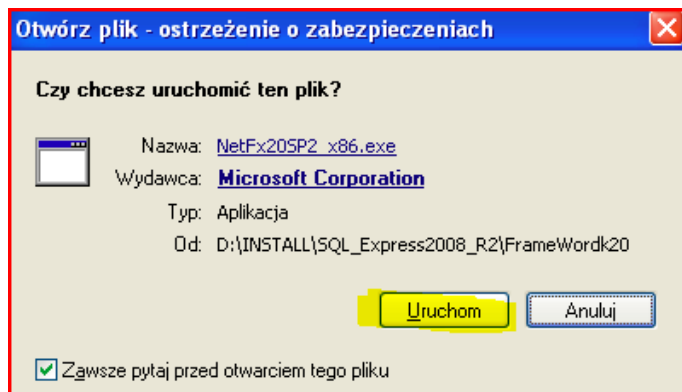 Otwórz plik - ostrzeżenie o zabezpieczeniach
Czy chcesz uruchomić ten plik?
Nazwa: NetFx20SP2_x86.exe
Wydawca: Microsoft Corporation
Typ: Aplikacja
Od: D:\INSTALL\SQL_Express2008_R2\FrameWordk20
Uruchom Anuluj
Zawsze pytaj przed otwarciem tego pliku